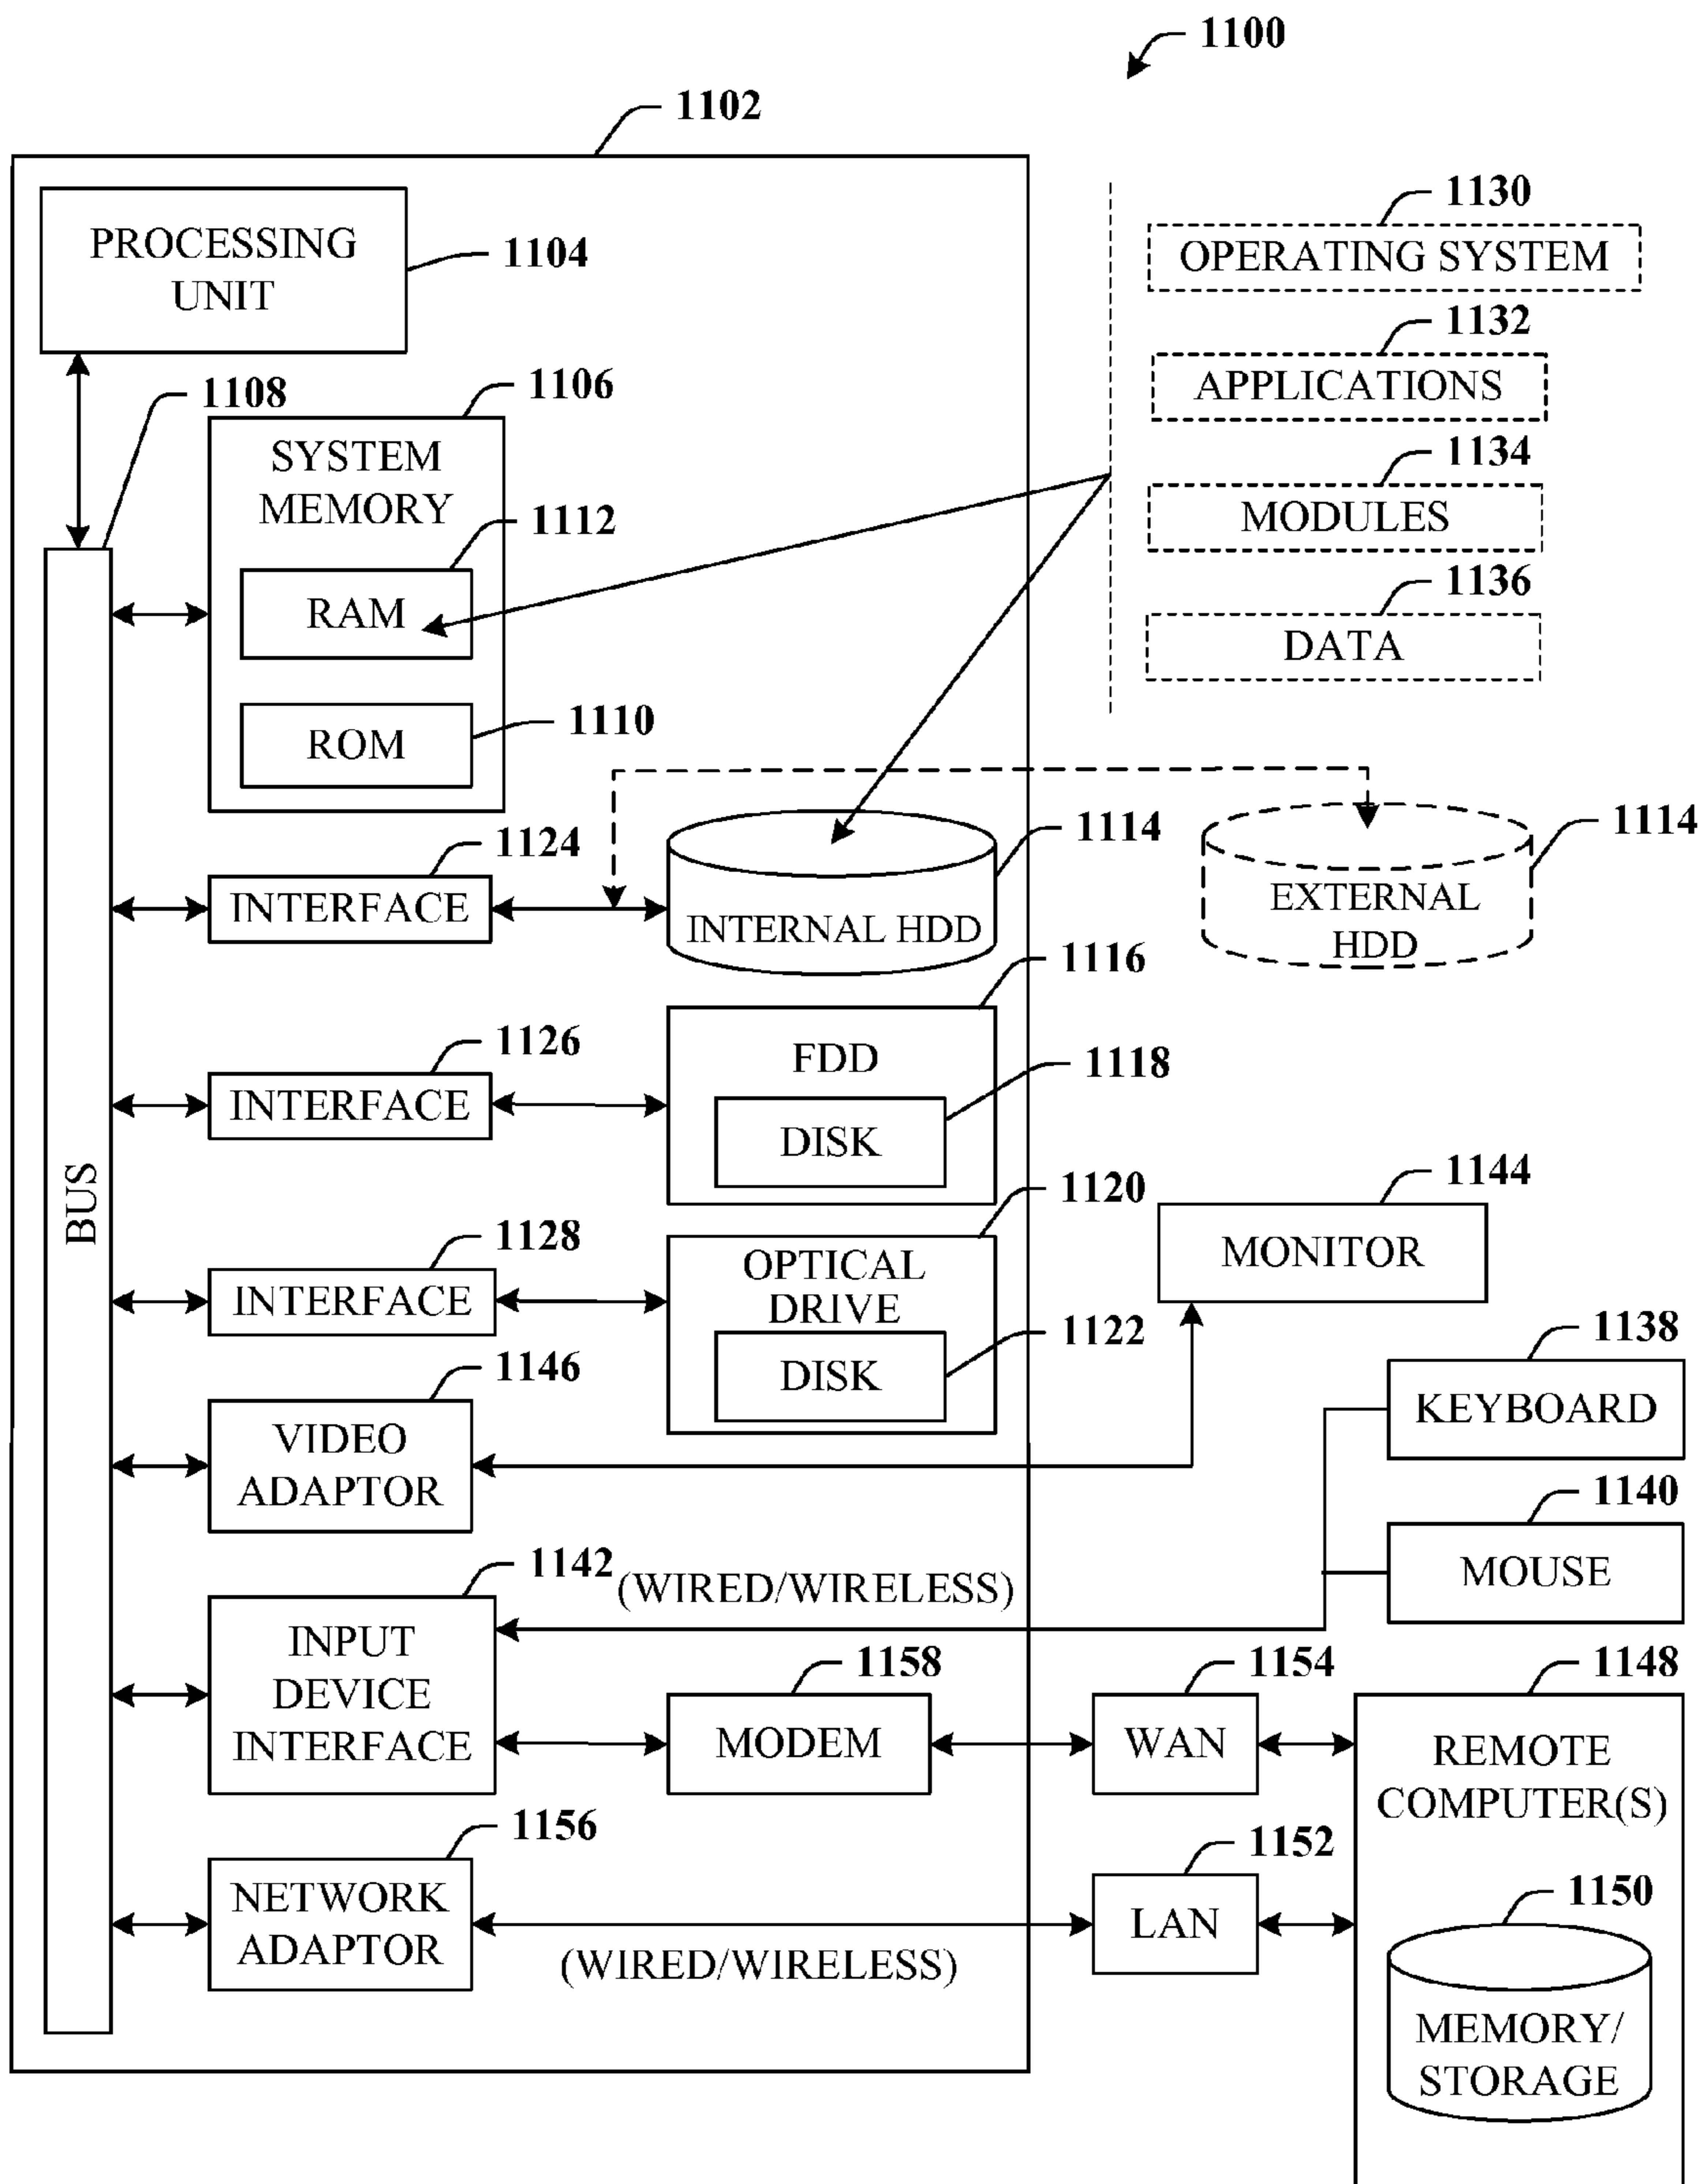 1100
1102
PROCESSING
UNIT
1104
1130
OPERATING SYSTEM
1132
APPLICATIONS
1134
MODULES
1136
DATA
1108
1106
SYSTEM
MEMORY
1112
RAM
1110
ROM
1124
INTERFACE
1114
INTERNAL HDD
1114
EXTERNAL
HDD
1116
FDD
1126
INTERFACE
1118
DISK
BUS
1120
OPTICAL
DRIVE
1128
INTERFACE
1122
DISK
1144
MONITOR
1146
VIDEO
ADAPTOR
1138
KEYBOARD
1140
MOUSE
1142
(WIRED/WIRELESS)
INPUT
DEVICE
INTERFACE
1158
MODEM
1154
WAN
1148
REMOTE
COMPUTER(S)
1156
NETWORK
ADAPTOR
(WIRED/WIRELESS)
1152
LAN
1150
MEMORY/
STORAGE